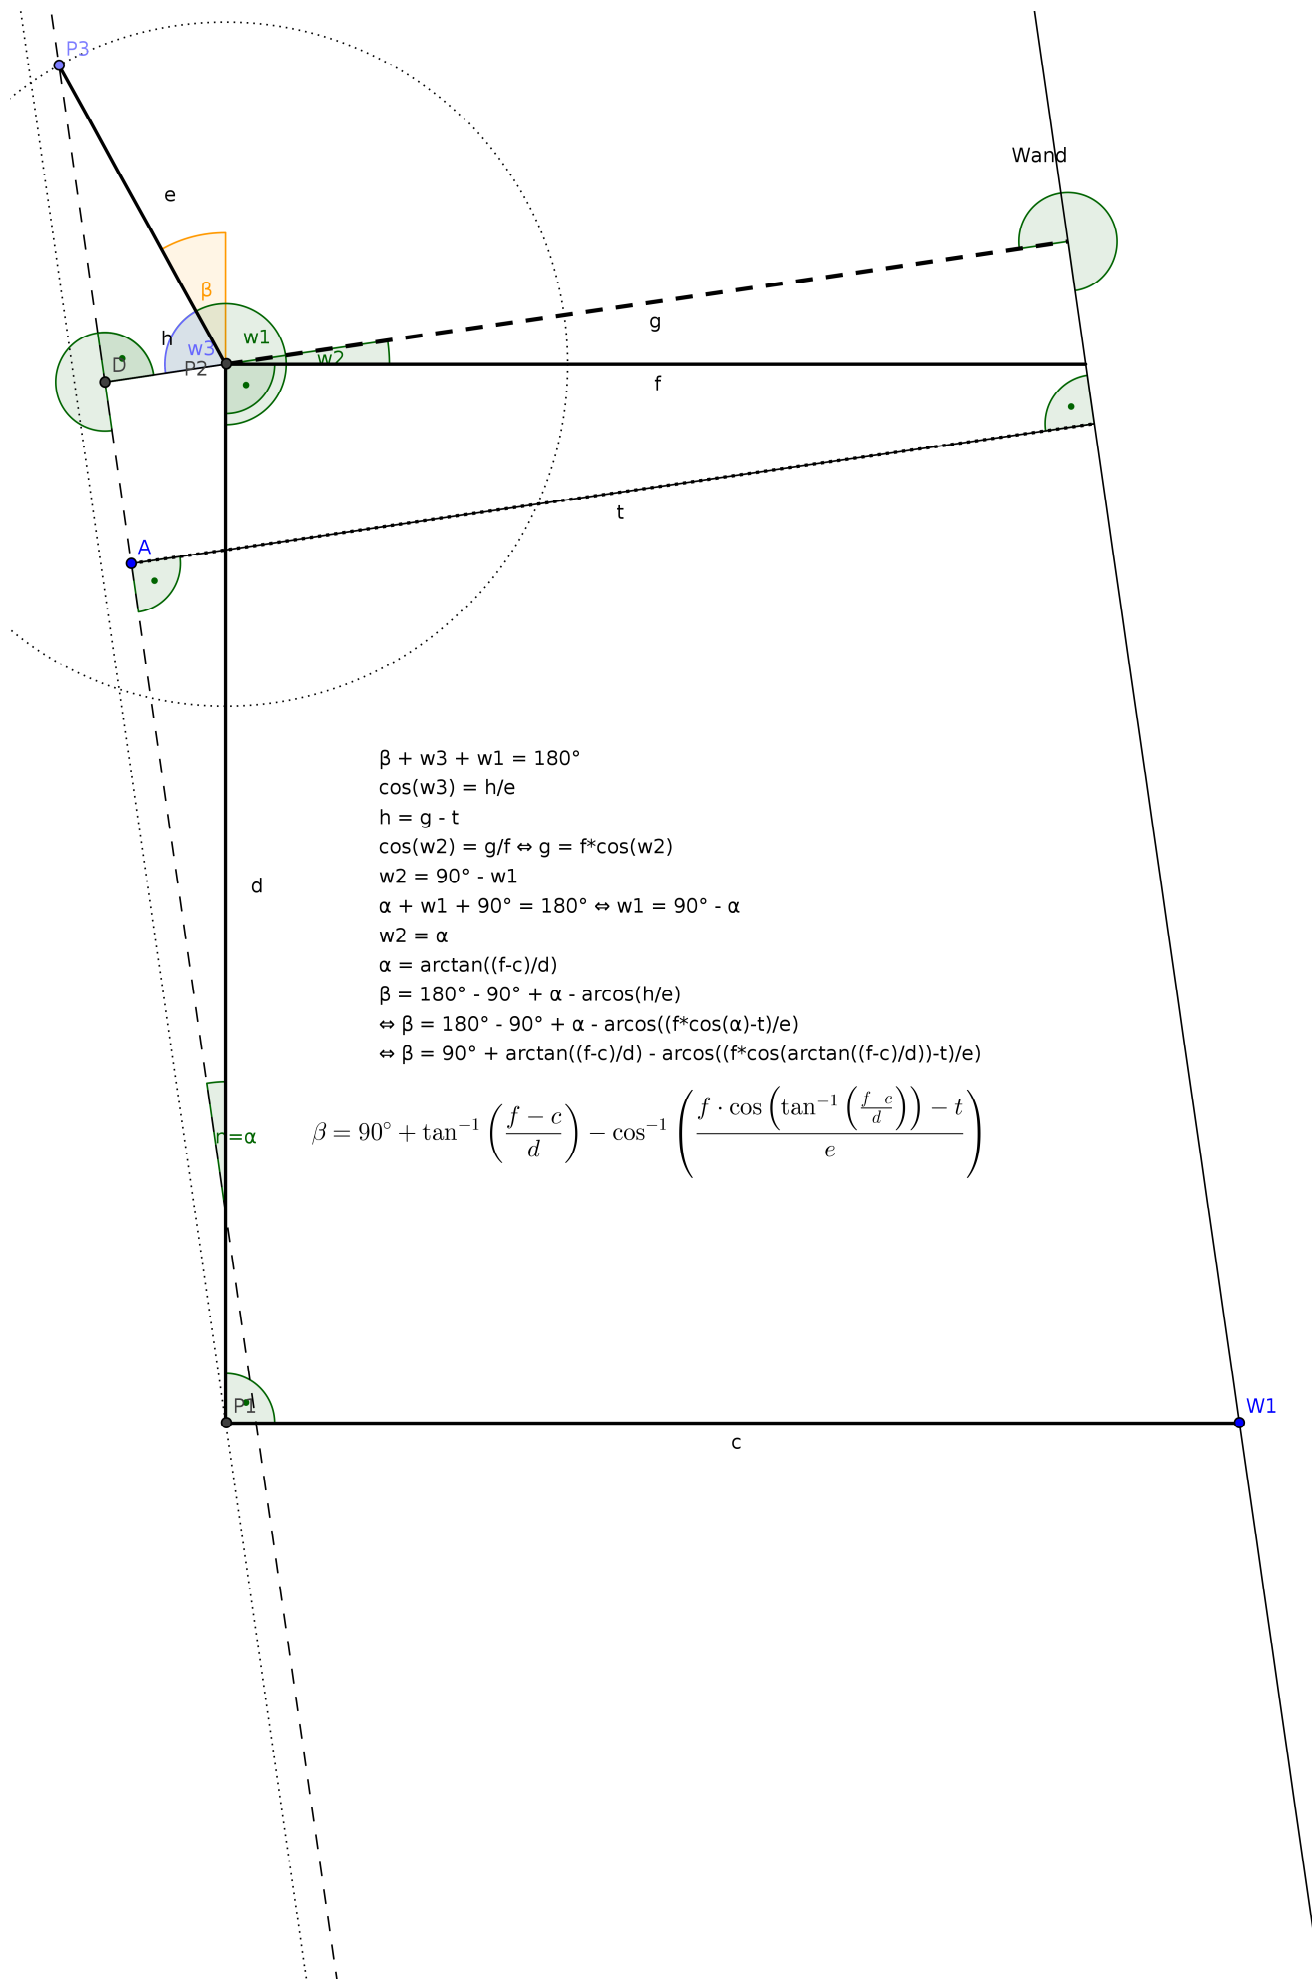 P3
Wand
e
β
h
w1
g
w3
w2
D
P2
f
t
A
β + w3 + w1 = 180°
cos(w3) = h/e
h = g - t
cos(w2) = g/f ⇔ g = f*cos(w2)
d
w2 = 90° - w1
α + w1 + 90° = 180° ⇔ w1 = 90° - α
w2 = α
α = arctan((f-c)/d)
β = 180° - 90° + α - arcos(h/e)
⇔ β = 180° - 90° + α - arcos((f*cos(α)-t)/e)
⇔ β = 90° + arctan((f-c)/d) - arcos((f*cos(arctan((f-c)/d))-t)/e)
β = 90° + tan⁻¹((f − c)/d) − cos⁻¹((f · cos(tan⁻¹((f−c)/d)) − t)/e)
=α
P1
W1
c